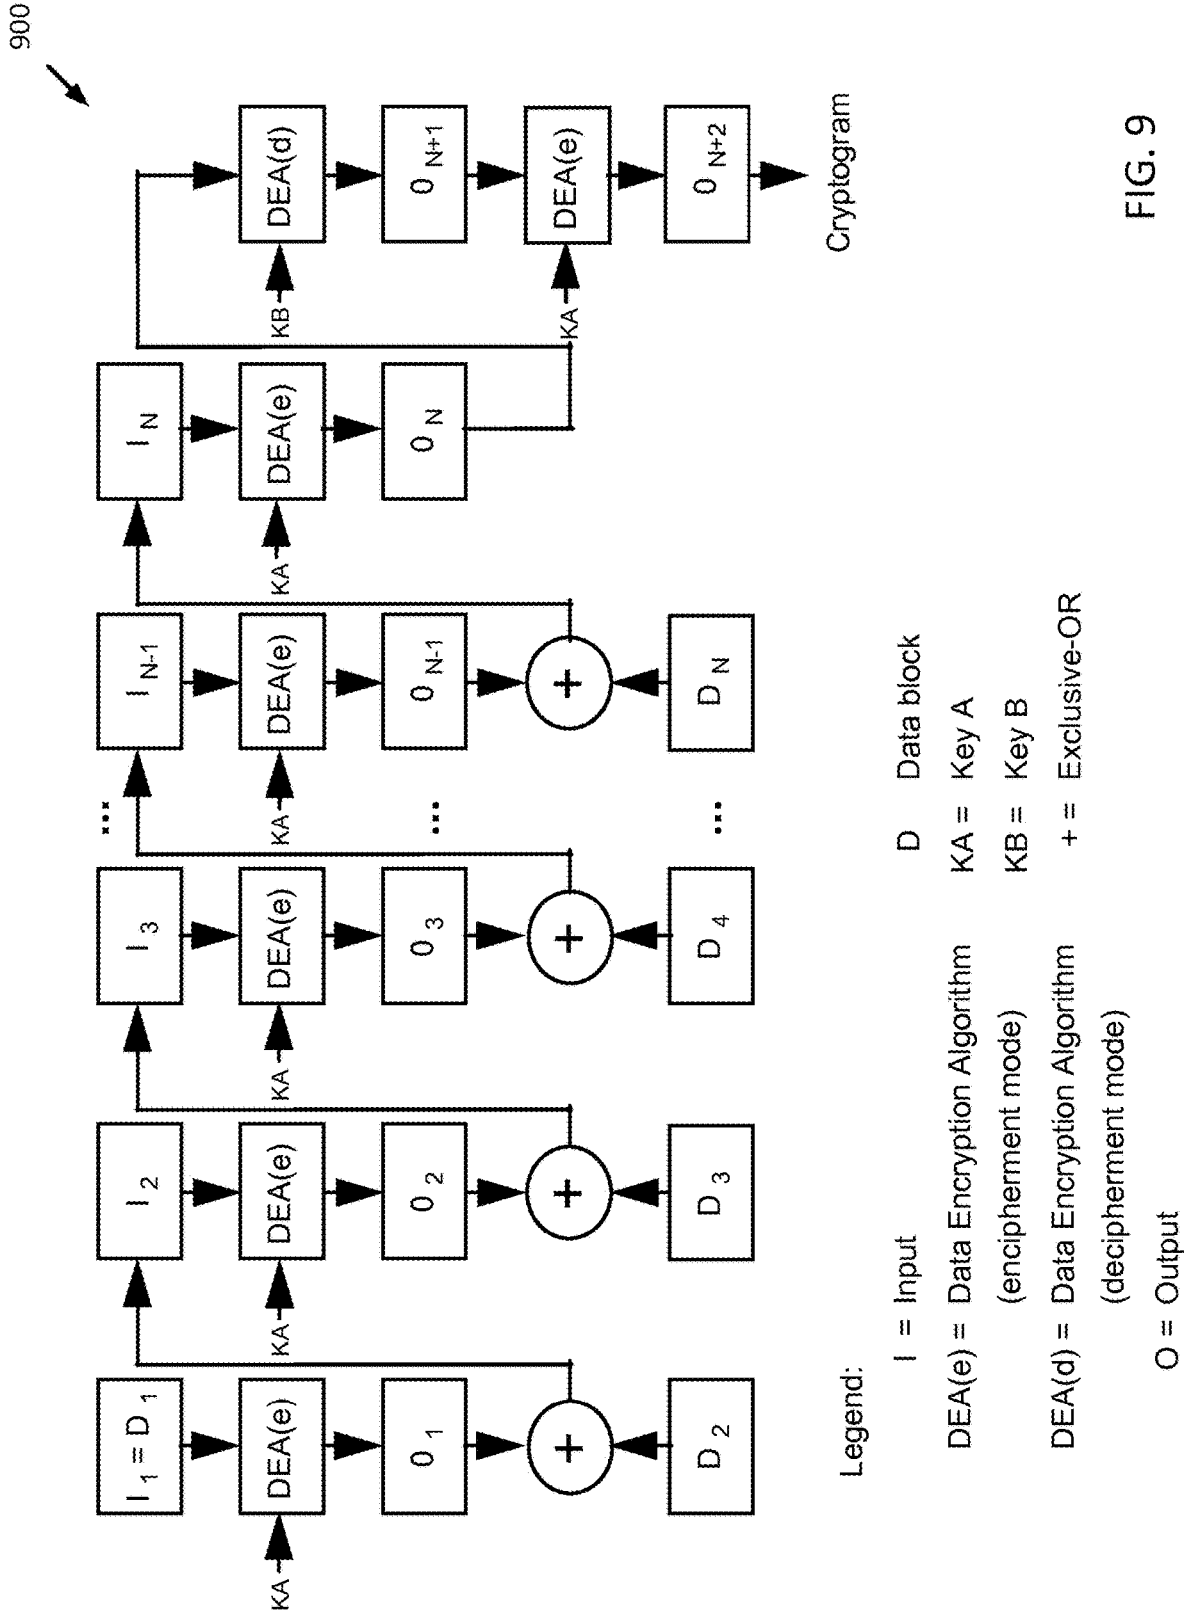 900
I 1 = D 1
I 2
I 3
...
I N-1
I N
KA
DEA(e)
KA
DEA(e)
KA
DEA(e)
KA
DEA(e)
KA
DEA(e)
KB
DEA(d)
0 1
0 2
0 3
...
0 N-1
0 N
0 N+1
+
+
+
+
KA
DEA(e)
D 2
D 3
D 4
...
D N
0 N+2
Cryptogram
Legend:
I = Input
DEA(e) = Data Encryption Algorithm
(encipherment mode)
DEA(d) = Data Encryption Algorithm
(decipherment mode)
O = Output
D Data block
KA = Key A
KB = Key B
+ = Exclusive-OR
FIG. 9